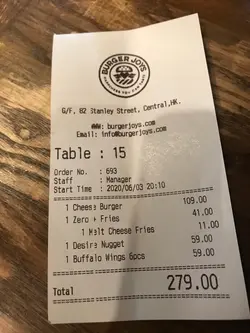 BURGER JOYS
G/F, 82 Stanley Street, Central,HK.
WWW: burgerjoys.com
Email: info@burgerjoys.com
Table : 15
Order No. : 693
Staff : Manager
Start Time : 2020/06/03 20:10
1 Cheese Burger 109.00
1 Zero + Fries 41.00
1 Melt Cheese Fries 11.00
1 Desire Nugget 59.00
1 Buffalo Wings 6pcs 59.00
Total 279.00